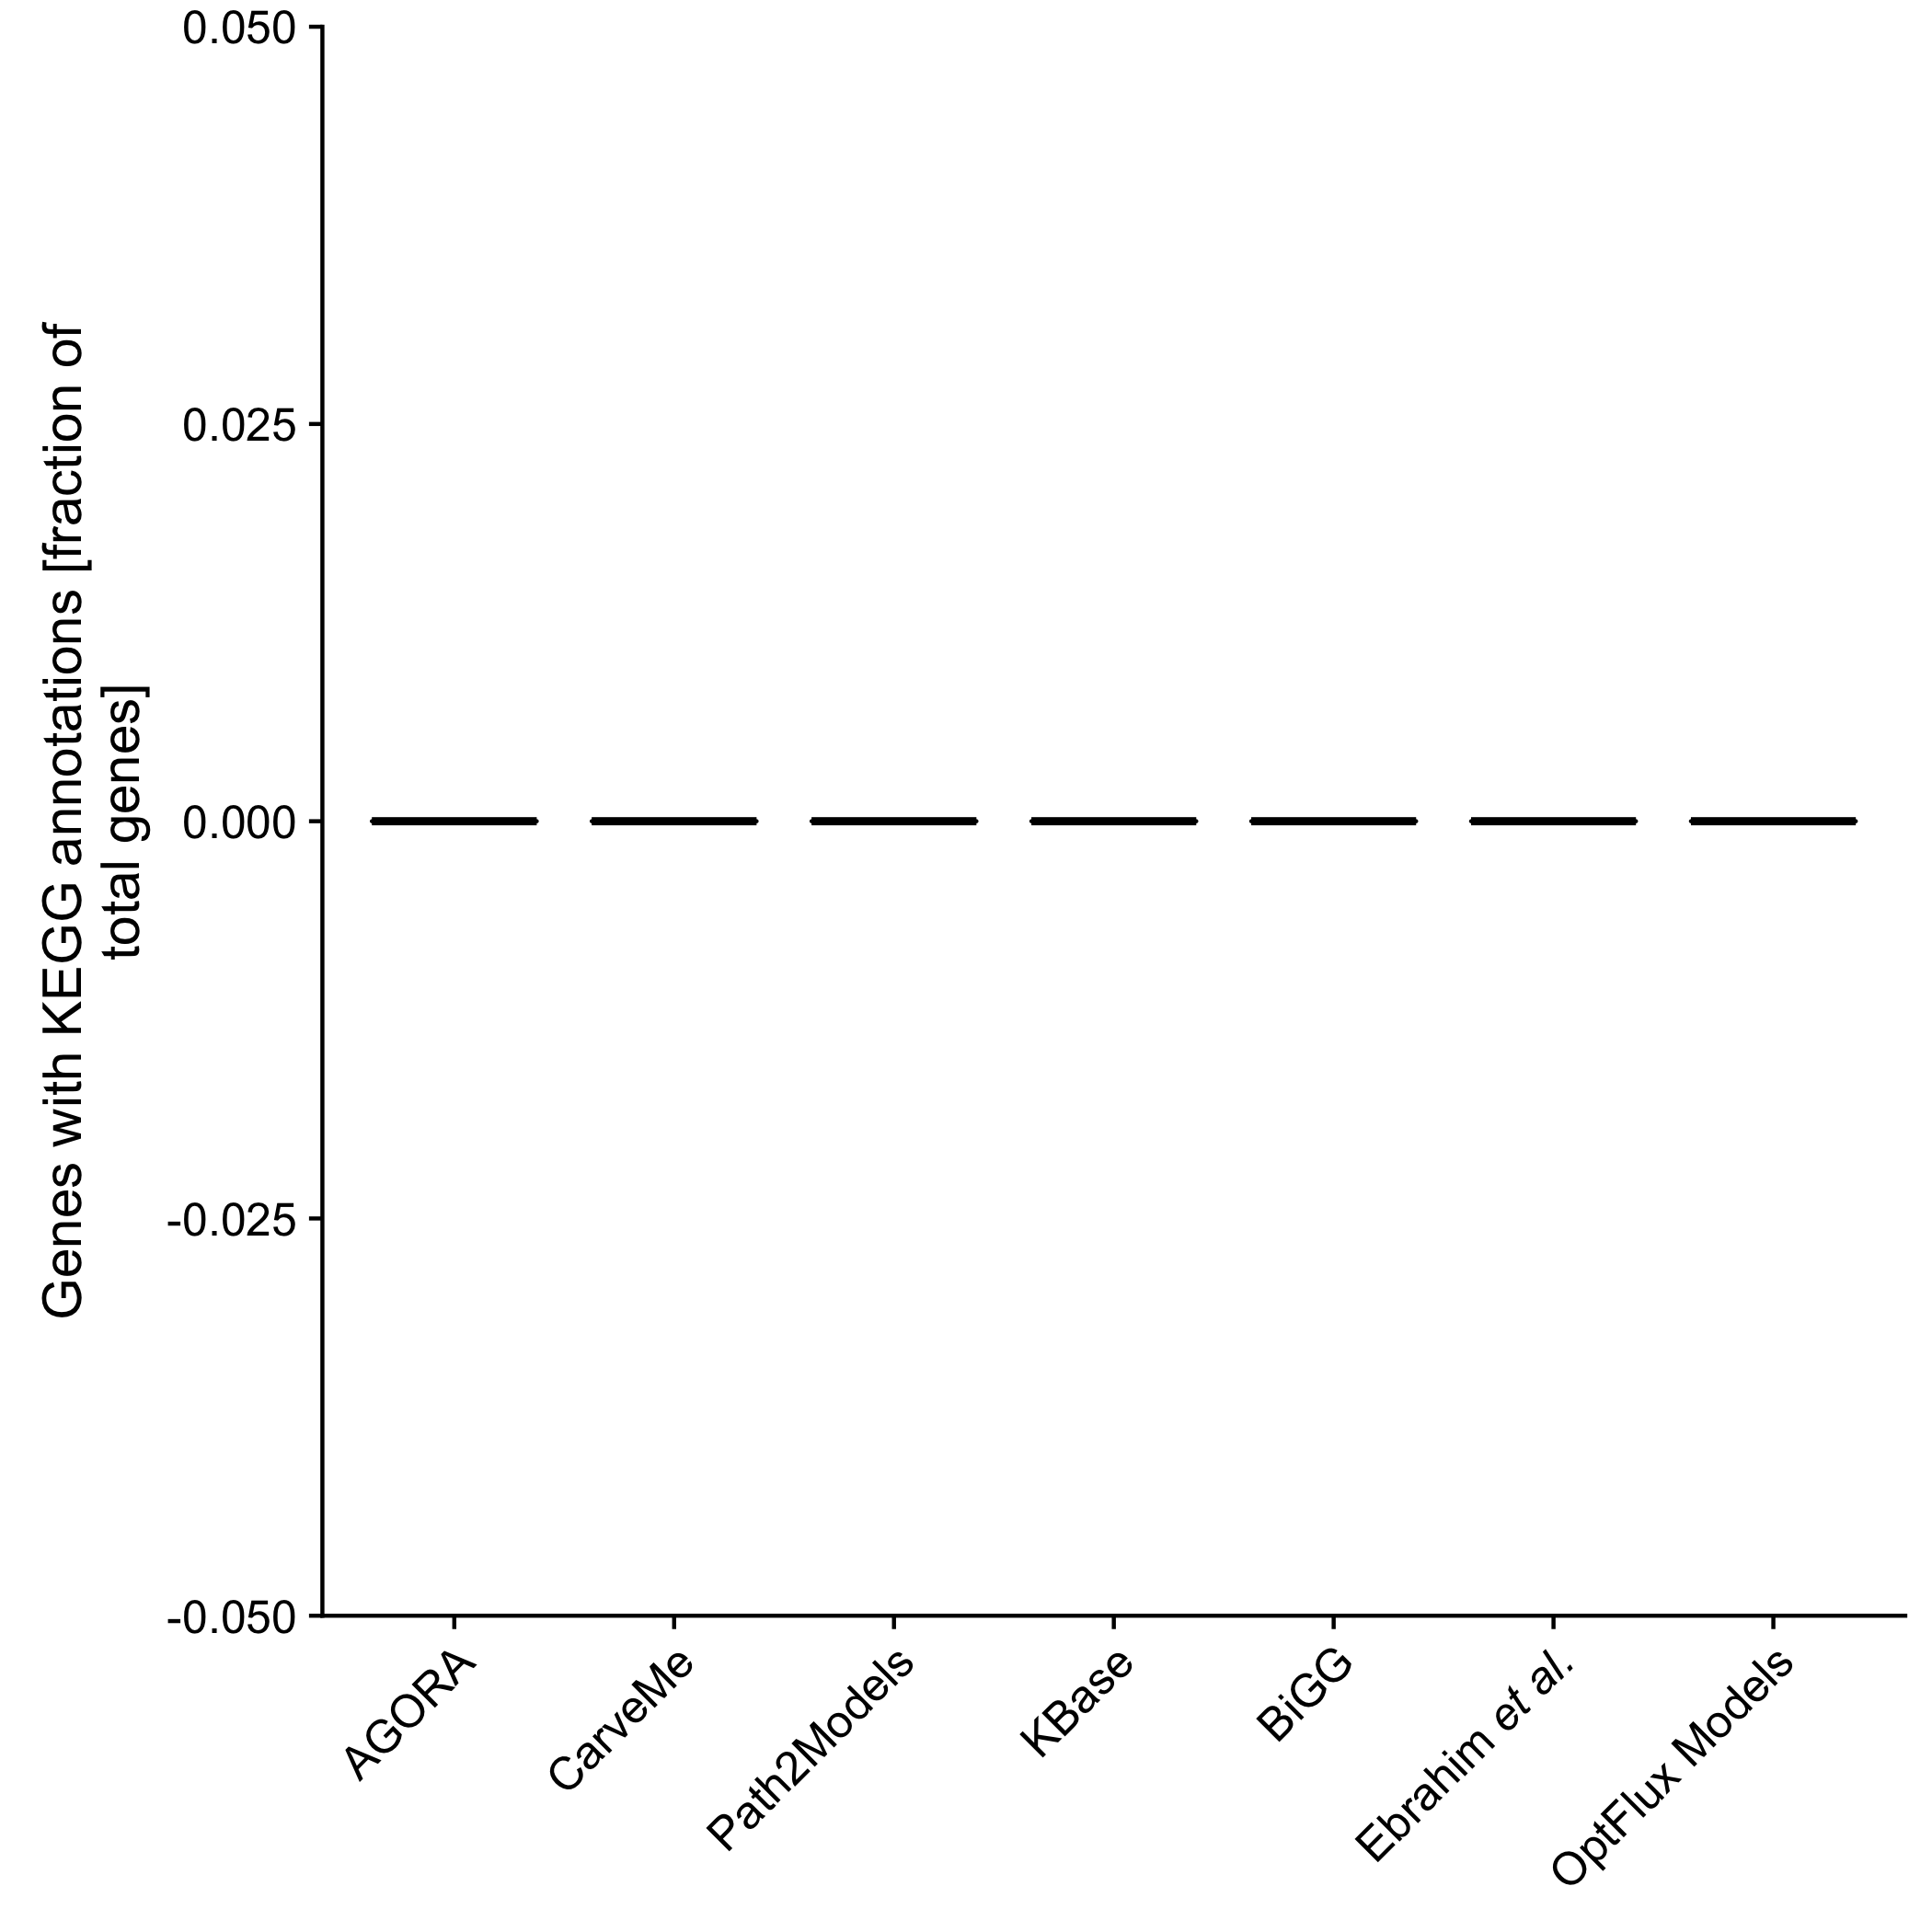 Genes with KEGG annotations [fraction of
total genes]
0.050
0.025
0.000
-0.025
-0.050
AGORA
CarveMe
Path2Models
KBase
BiGG
Ebrahim et al.
OptFlux Models